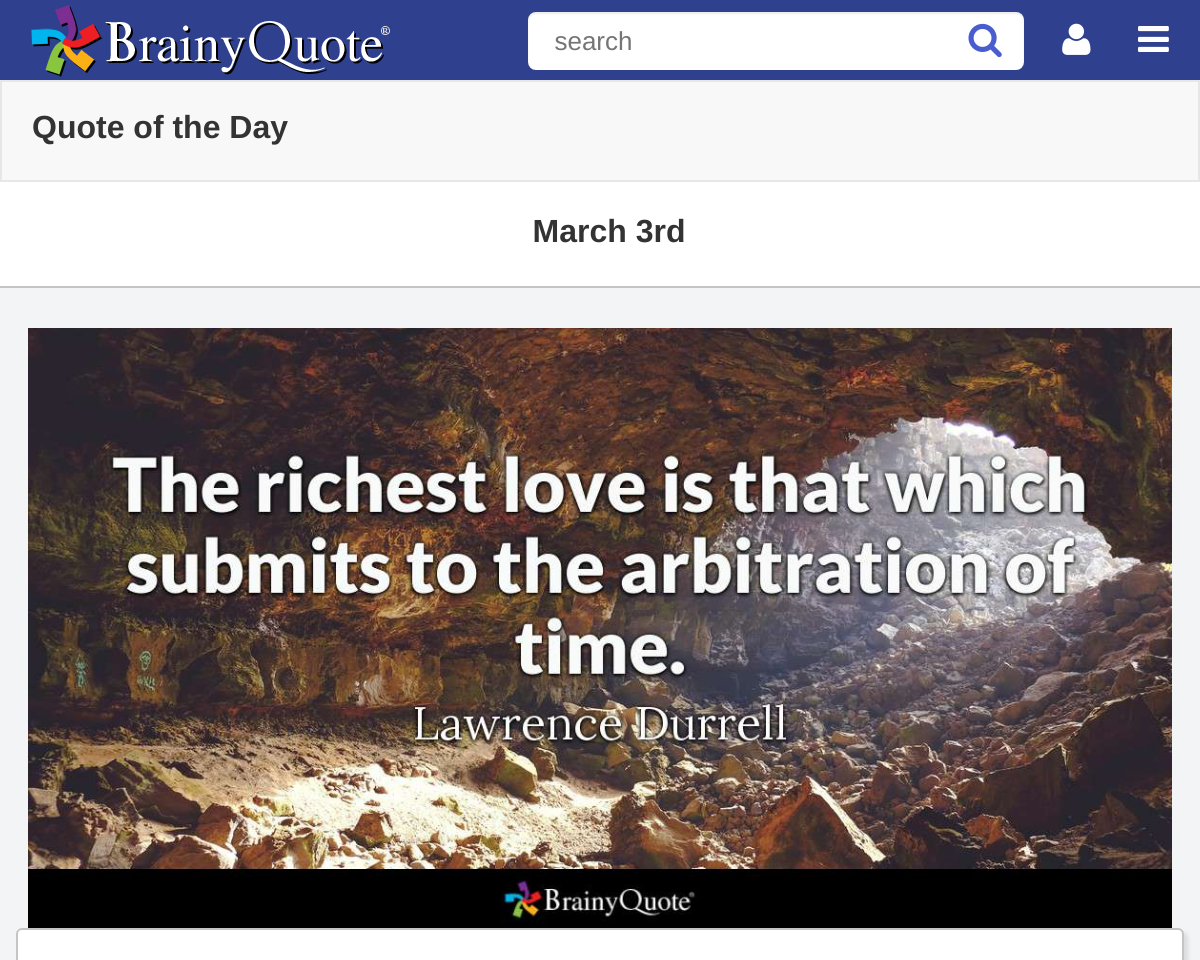 BrainyQuote®
search
Quote of the Day
March 3rd
The richest love is that which
submits to the arbitration of
time.
Lawrence Durrell
BrainyQuote®